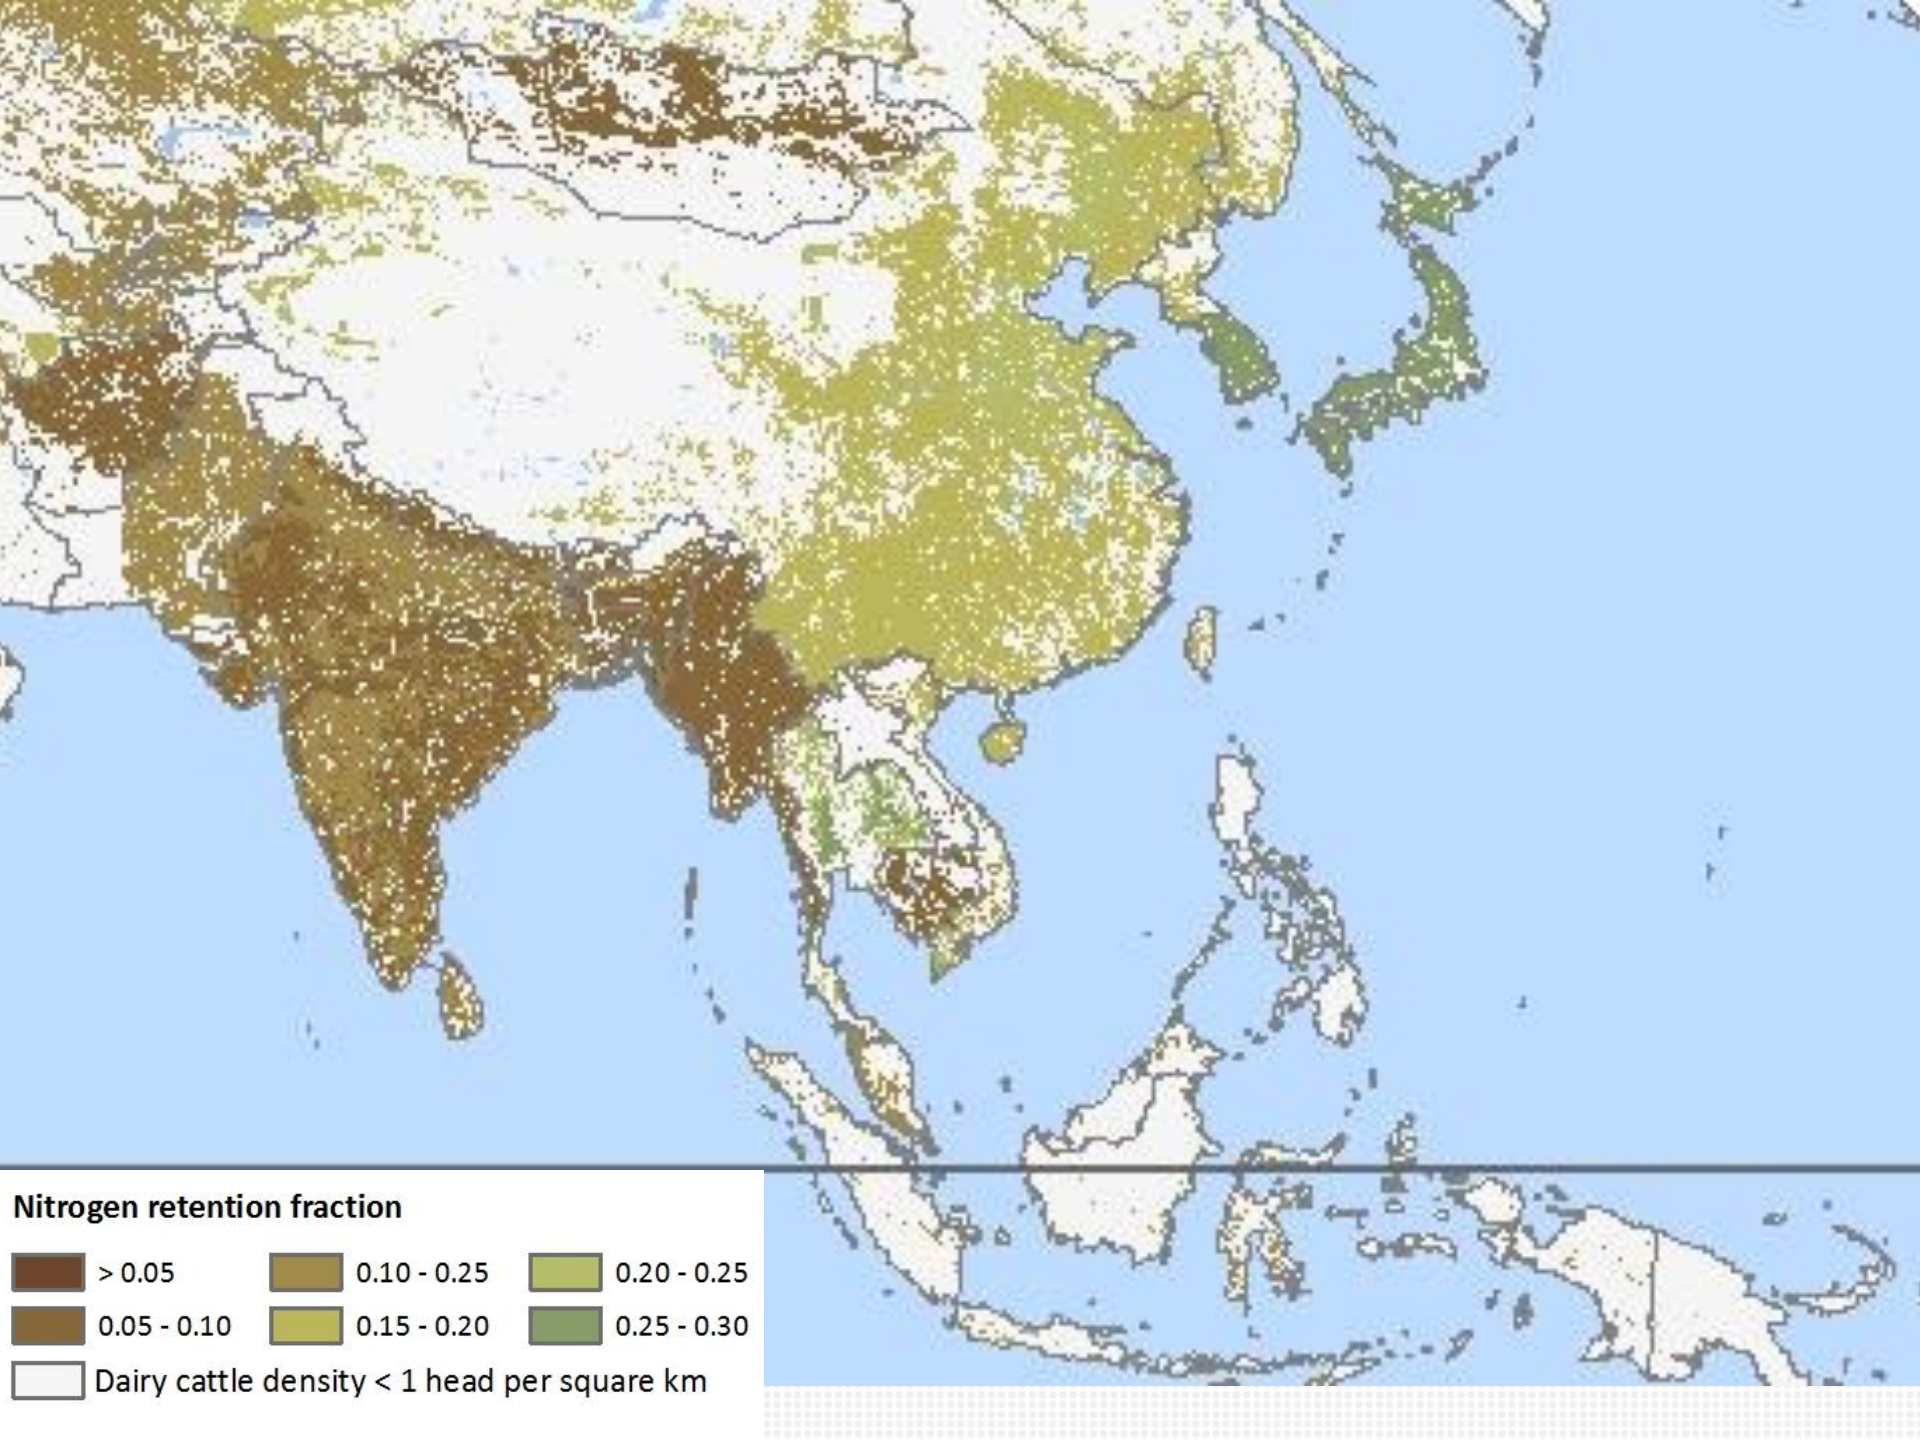 Nitrogen retention fraction
> 0.05 0.10 - 0.25 0.20 - 0.25
0.05 - 0.10 0.15 - 0.20 0.25 - 0.30
Dairy cattle density < 1 head per square km